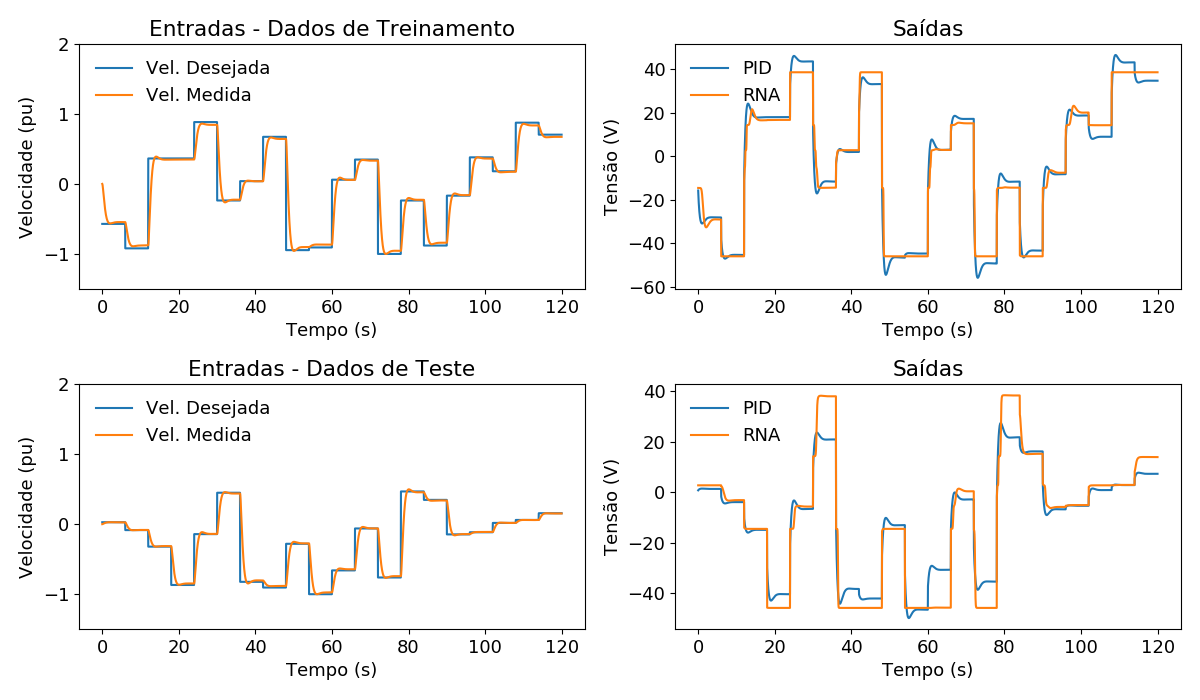 Entradas - Dados de Treinamento
Velocidade (pu)
2
1
0
−1
Vel. Desejada
Vel. Medida
0 20 40 60 80 100 120
Tempo (s)
Saídas
Tensão (V)
40
20
0
−20
−40
−60
PID
RNA
0 20 40 60 80 100 120
Tempo (s)
Entradas - Dados de Teste
Velocidade (pu)
2
1
0
−1
Vel. Desejada
Vel. Medida
0 20 40 60 80 100 120
Tempo (s)
Saídas
Tensão (V)
40
20
0
−20
−40
PID
RNA
0 20 40 60 80 100 120
Tempo (s)